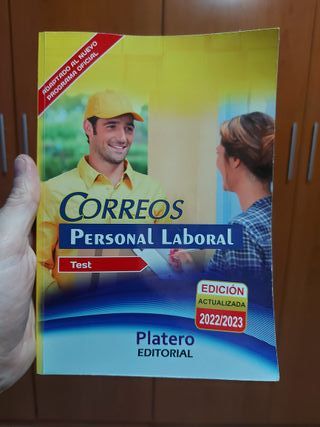 ADAPTADO AL NUEVO
PROGRAMA OFICIAL
CORREOS
PERSONAL LABORAL
Test
EDICIÓN
ACTUALIZADA
2022/2023
Platero
EDITORIAL